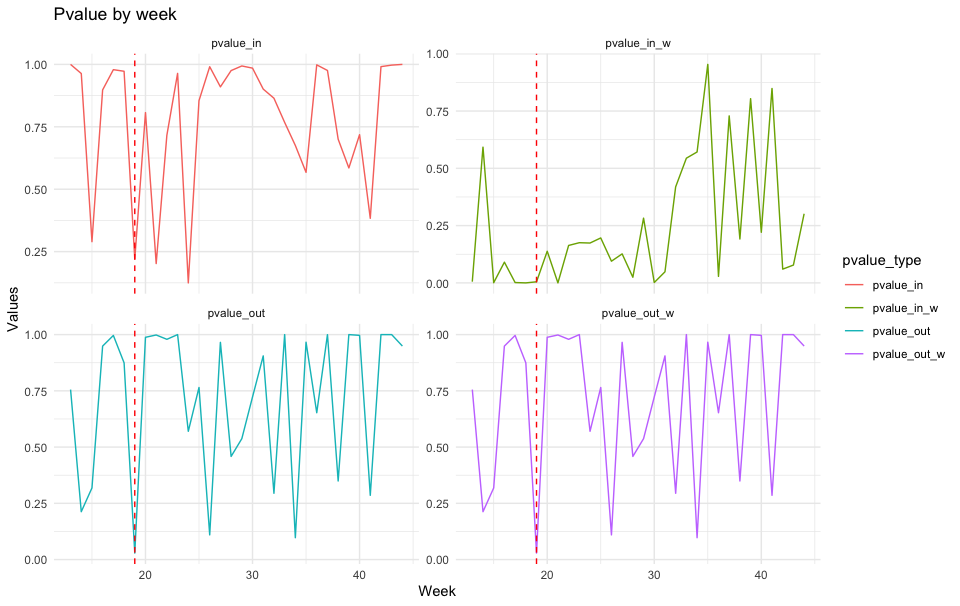 Pvalue by week
pvalue_in
pvalue_in_w
1.00
0.75
0.50
0.25
1.00
0.75
0.50
0.25
0.00
pvalue_out
pvalue_out_w
1.00
0.75
0.50
0.25
0.00
1.00
0.75
0.50
0.25
0.00
20
30
40
20
30
40
Week
Values
pvalue_type
pvalue_in
pvalue_in_w
pvalue_out
pvalue_out_w